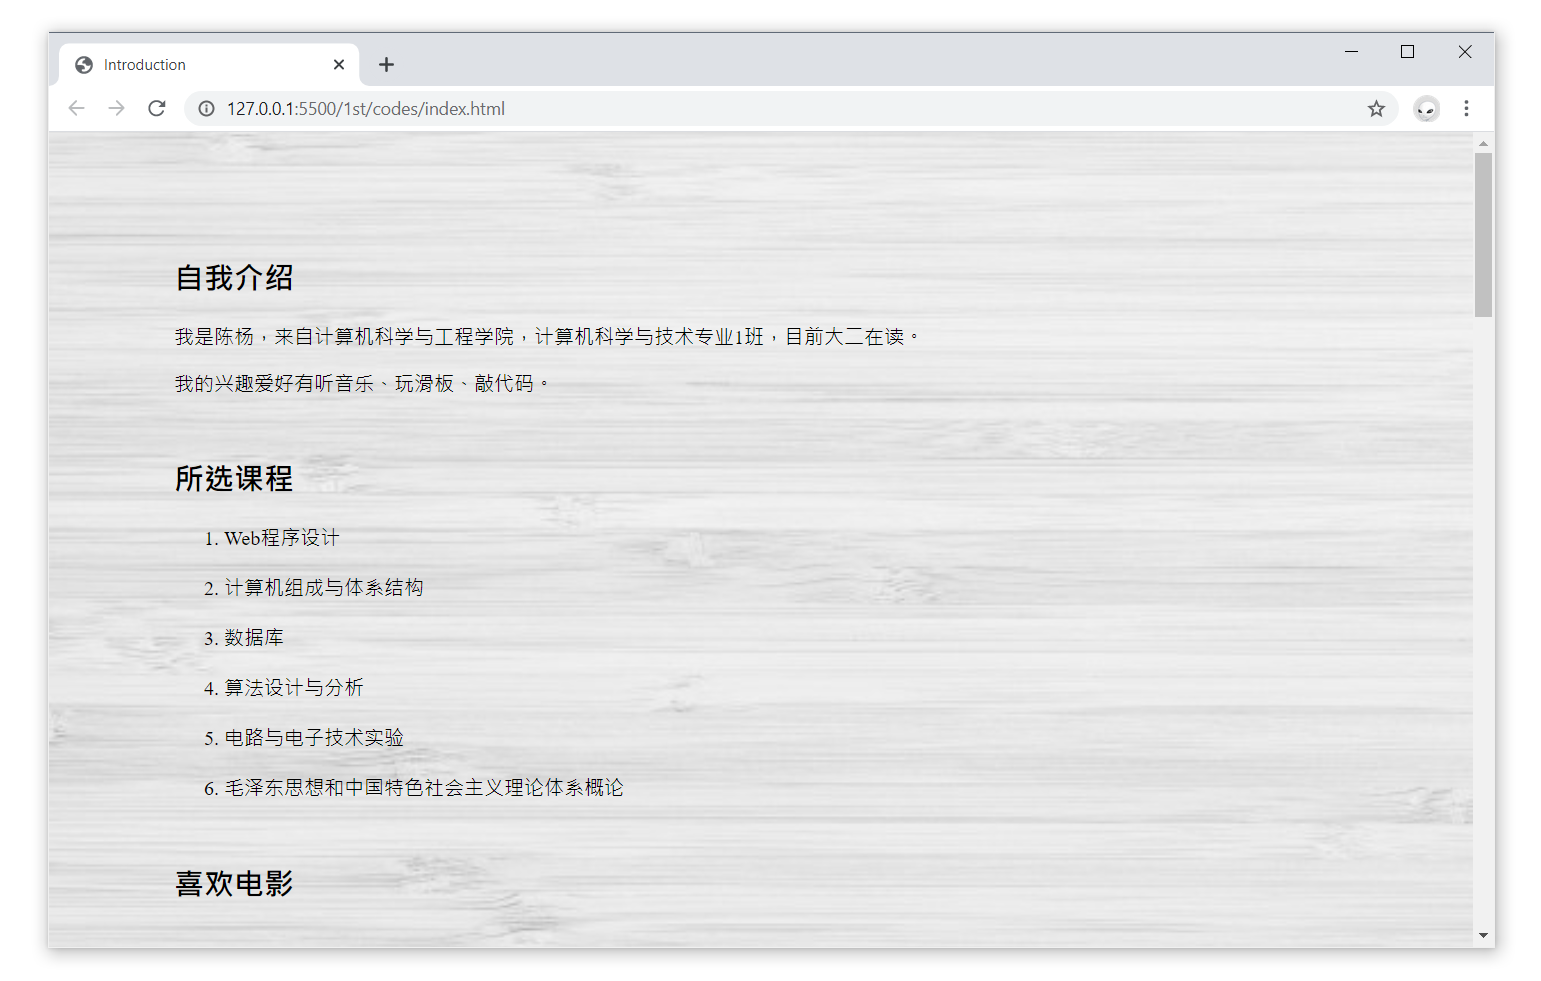 Introduction
127.0.0.1:5500/1st/codes/index.html
自我介绍
我是陈杨，来自计算机科学与工程学院，计算机科学与技术专业1班，目前大二在读。
我的兴趣爱好有听音乐、玩滑板、敲代码。
所选课程
1. Web程序设计
2. 计算机组成与体系结构
3. 数据库
4. 算法设计与分析
5. 电路与电子技术实验
6. 毛泽东思想和中国特色社会主义理论体系概论
喜欢电影